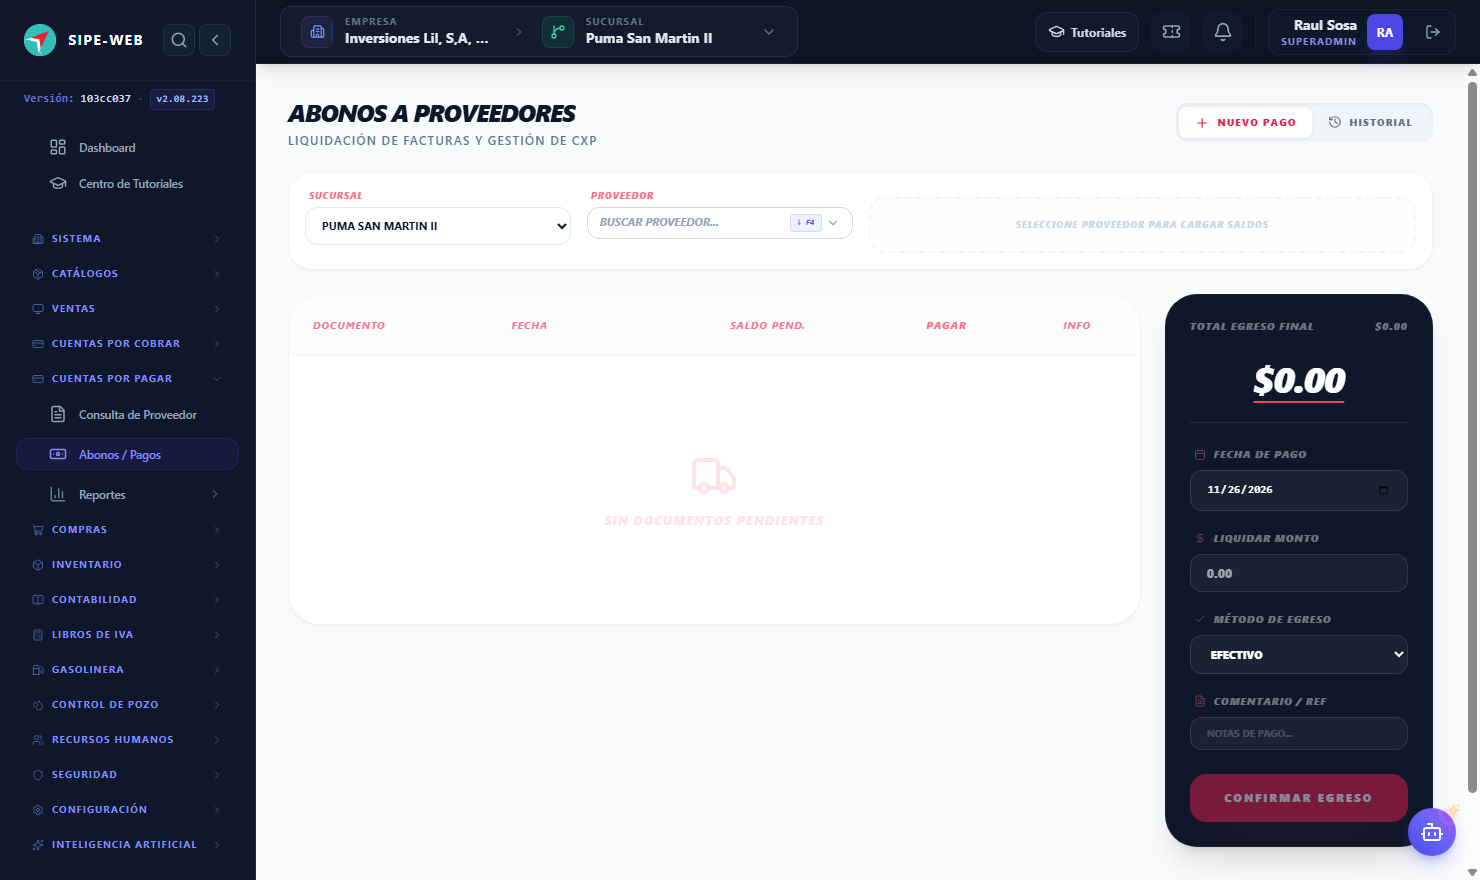 SIPE-WEB
Versión: 103cc037 · v2.08.223
Dashboard
Centro de Tutoriales
SISTEMA
CATÁLOGOS
VENTAS
CUENTAS POR COBRAR
CUENTAS POR PAGAR
Consulta de Proveedor
Abonos / Pagos
Reportes
COMPRAS
INVENTARIO
CONTABILIDAD
LIBROS DE IVA
GASOLINERA
CONTROL DE POZO
RECURSOS HUMANOS
SEGURIDAD
CONFIGURACIÓN
INTELIGENCIA ARTIFICIAL
EMPRESA
Inversiones Lil, S,A, ...
SUCURSAL
Puma San Martin II
Tutoriales
Raul Sosa
SUPERADMIN
RA
ABONOS A PROVEEDORES
LIQUIDACIÓN DE FACTURAS Y GESTIÓN DE CXP
NUEVO PAGO
HISTORIAL
SUCURSAL
PUMA SAN MARTIN II
PROVEEDOR
BUSCAR PROVEEDOR...
↓ F4
SELECCIONE PROVEEDOR PARA CARGAR SALDOS
DOCUMENTO FECHA SALDO PEND. PAGAR INFO
SIN DOCUMENTOS PENDIENTES
TOTAL EGRESO FINAL $0.00
$0.00
FECHA DE PAGO
11/26/2026
LIQUIDAR MONTO
0.00
MÉTODO DE EGRESO
EFECTIVO
COMENTARIO / REF
NOTAS DE PAGO...
CONFIRMAR EGRESO